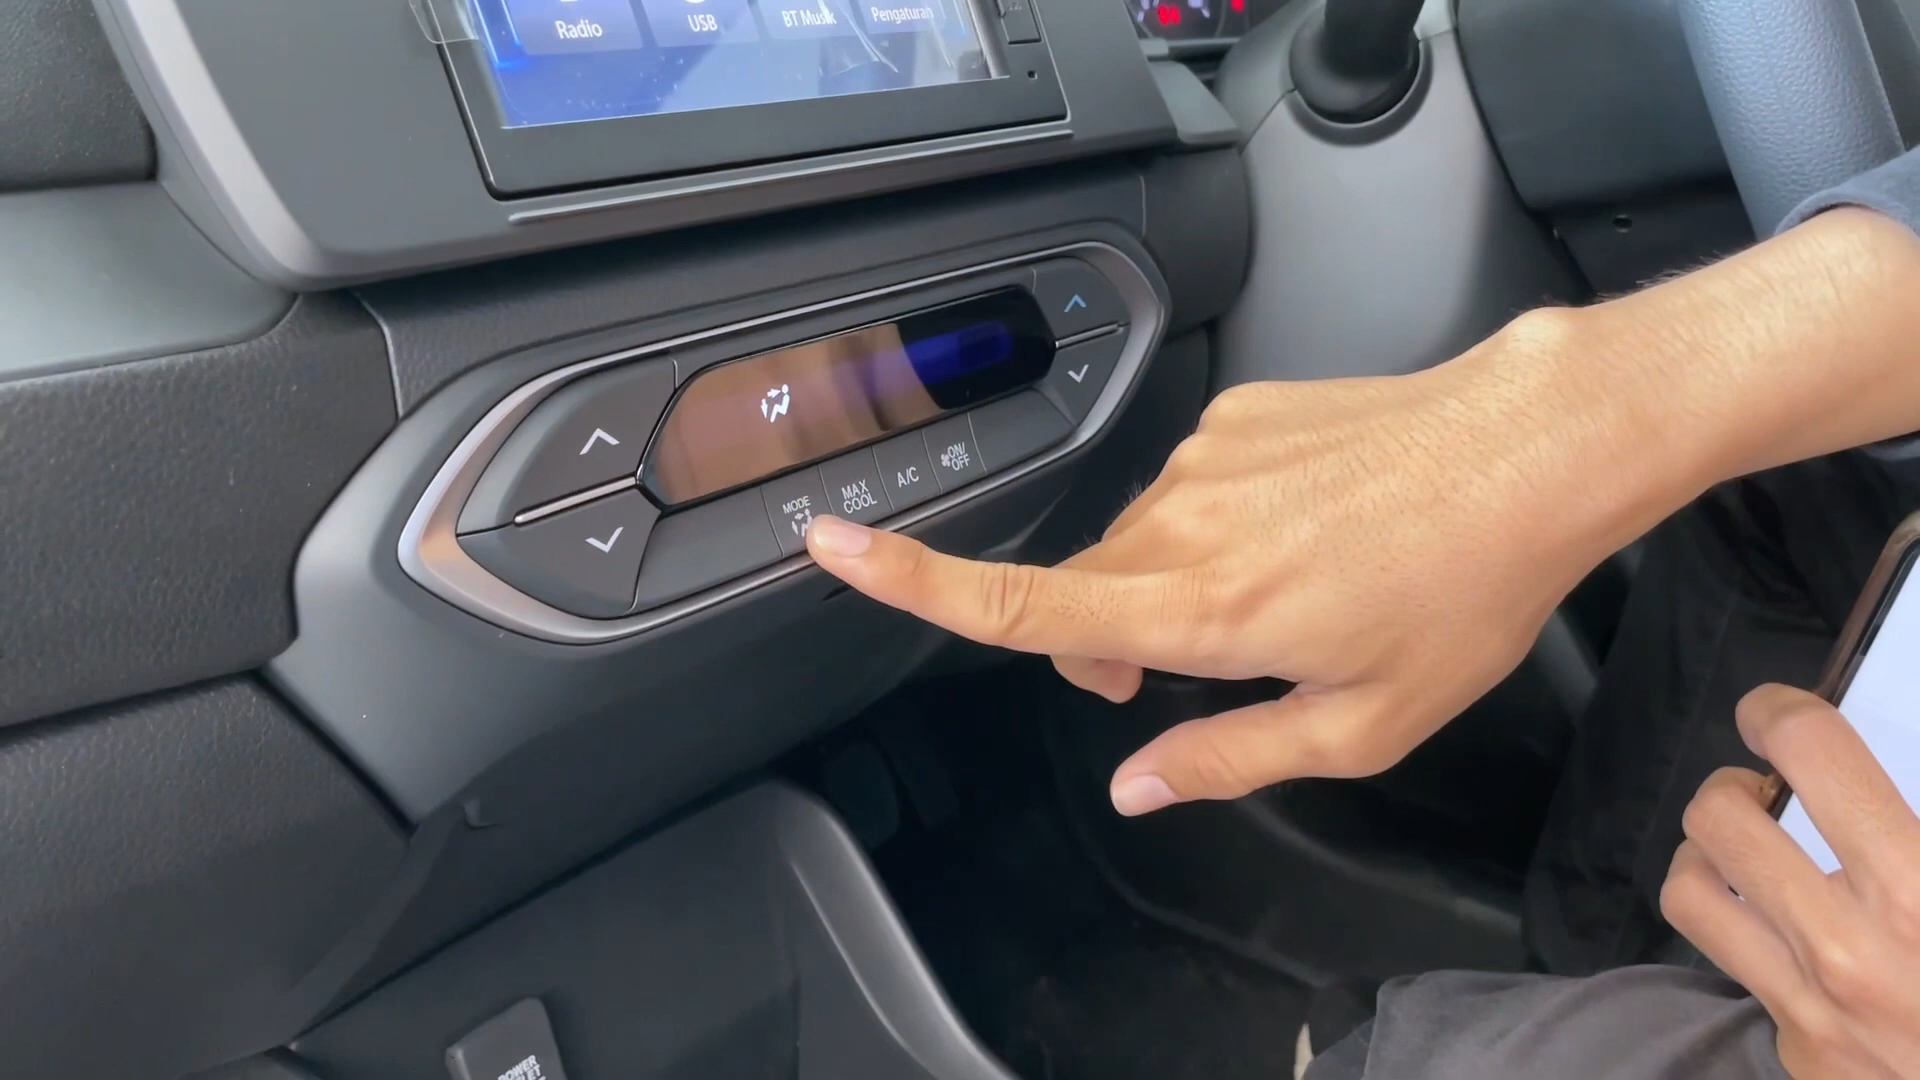 Radio
USB
BT Musik
Pengaturan
MODE
MAX
COOL
A/C
ON/
OFF
POWER